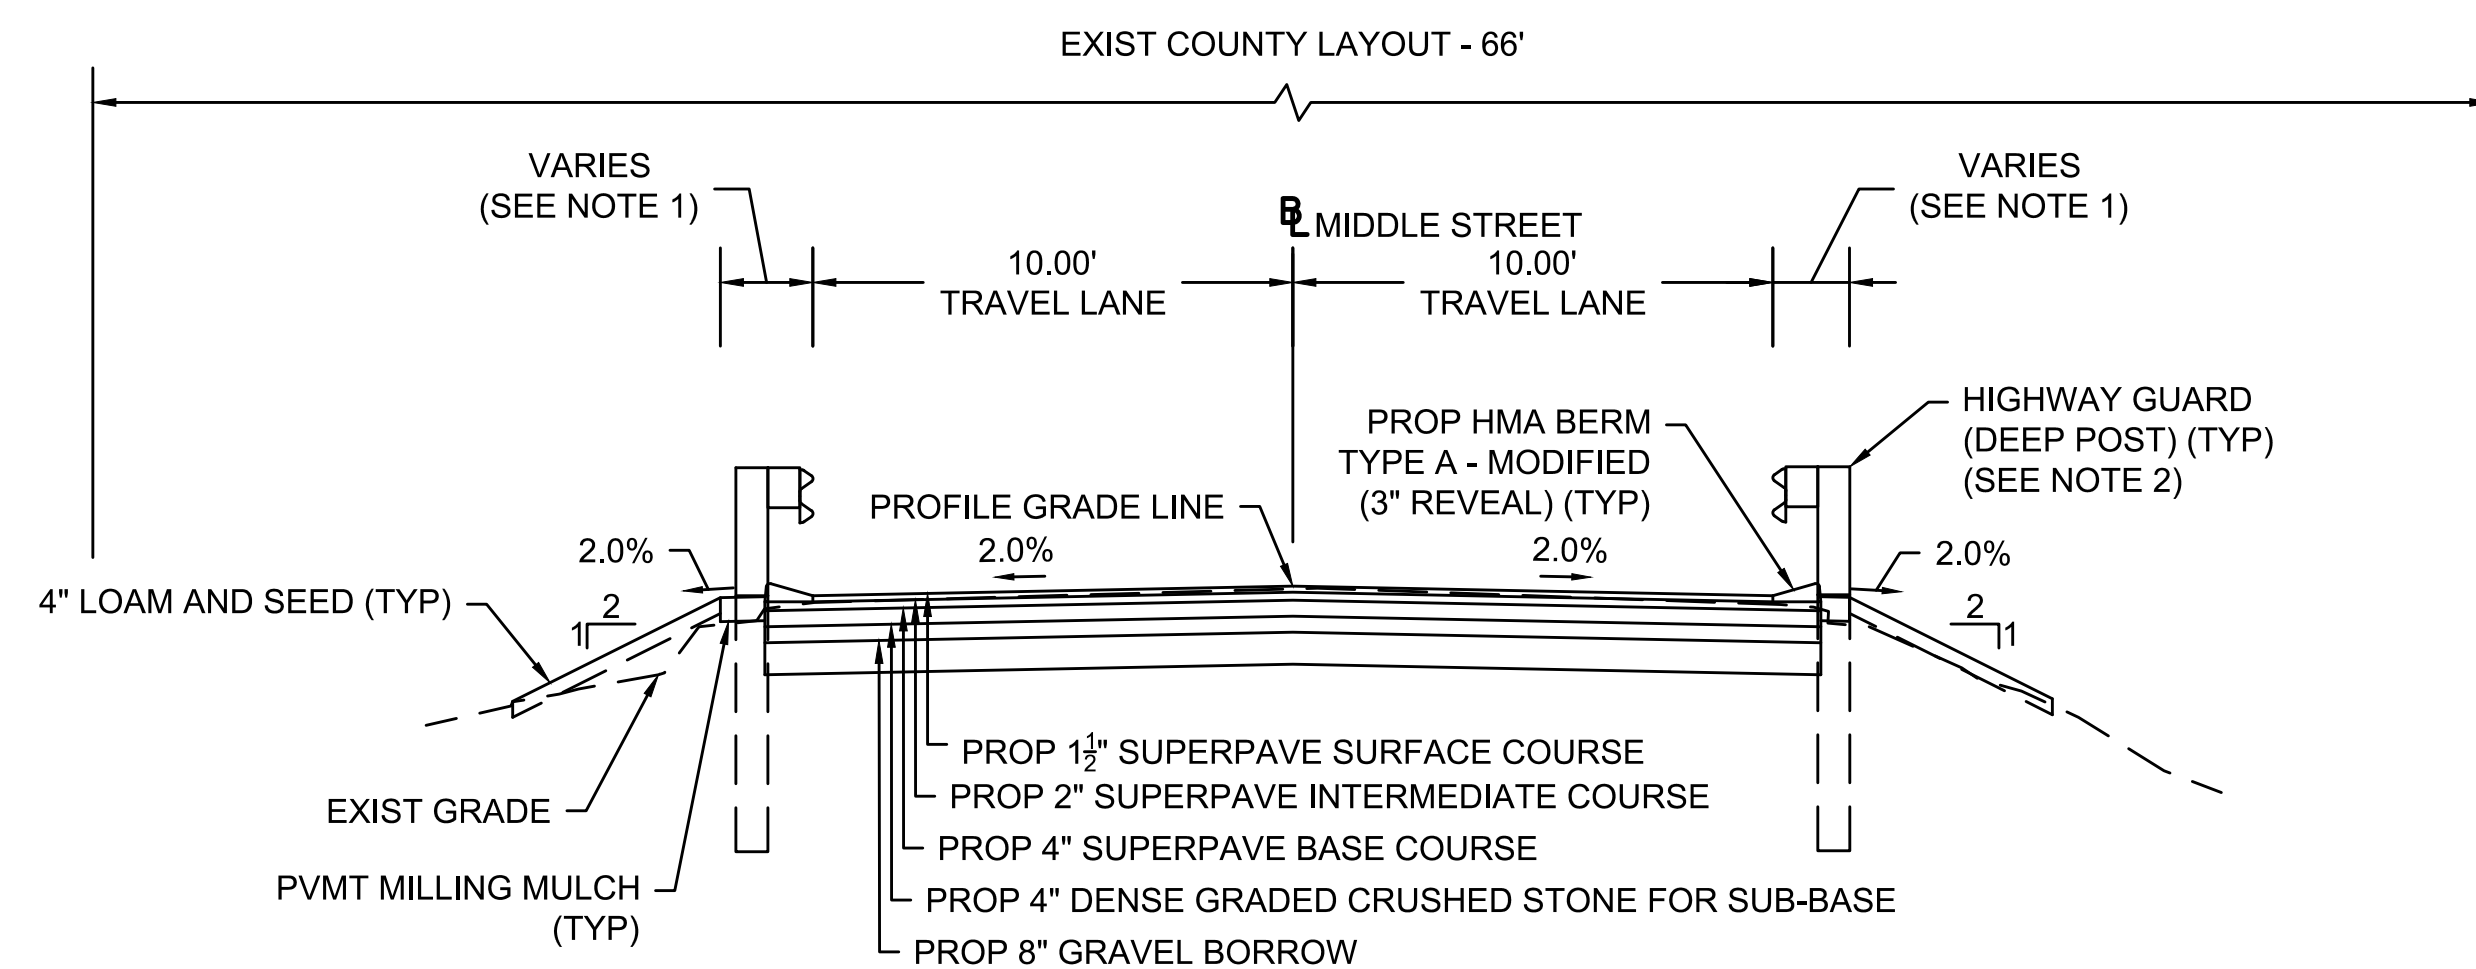 EXIST COUNTY LAYOUT - 66'
VARIES
(SEE NOTE 1)
VARIES
(SEE NOTE 1)
BL MIDDLE STREET
10.00'
TRAVEL LANE
10.00'
TRAVEL LANE
HIGHWAY GUARD
(DEEP POST) (TYP)
(SEE NOTE 2)
PROP HMA BERM
TYPE A - MODIFIED
(3" REVEAL) (TYP)
PROFILE GRADE LINE
2.0%
2.0%
2.0%
2.0%
4" LOAM AND SEED (TYP)
2
1
2
1
PROP 1½" SUPERPAVE SURFACE COURSE
PROP 2" SUPERPAVE INTERMEDIATE COURSE
EXIST GRADE
PROP 4" SUPERPAVE BASE COURSE
PVMT MILLING MULCH
(TYP)
PROP 4" DENSE GRADED CRUSHED STONE FOR SUB-BASE
PROP 8" GRAVEL BORROW